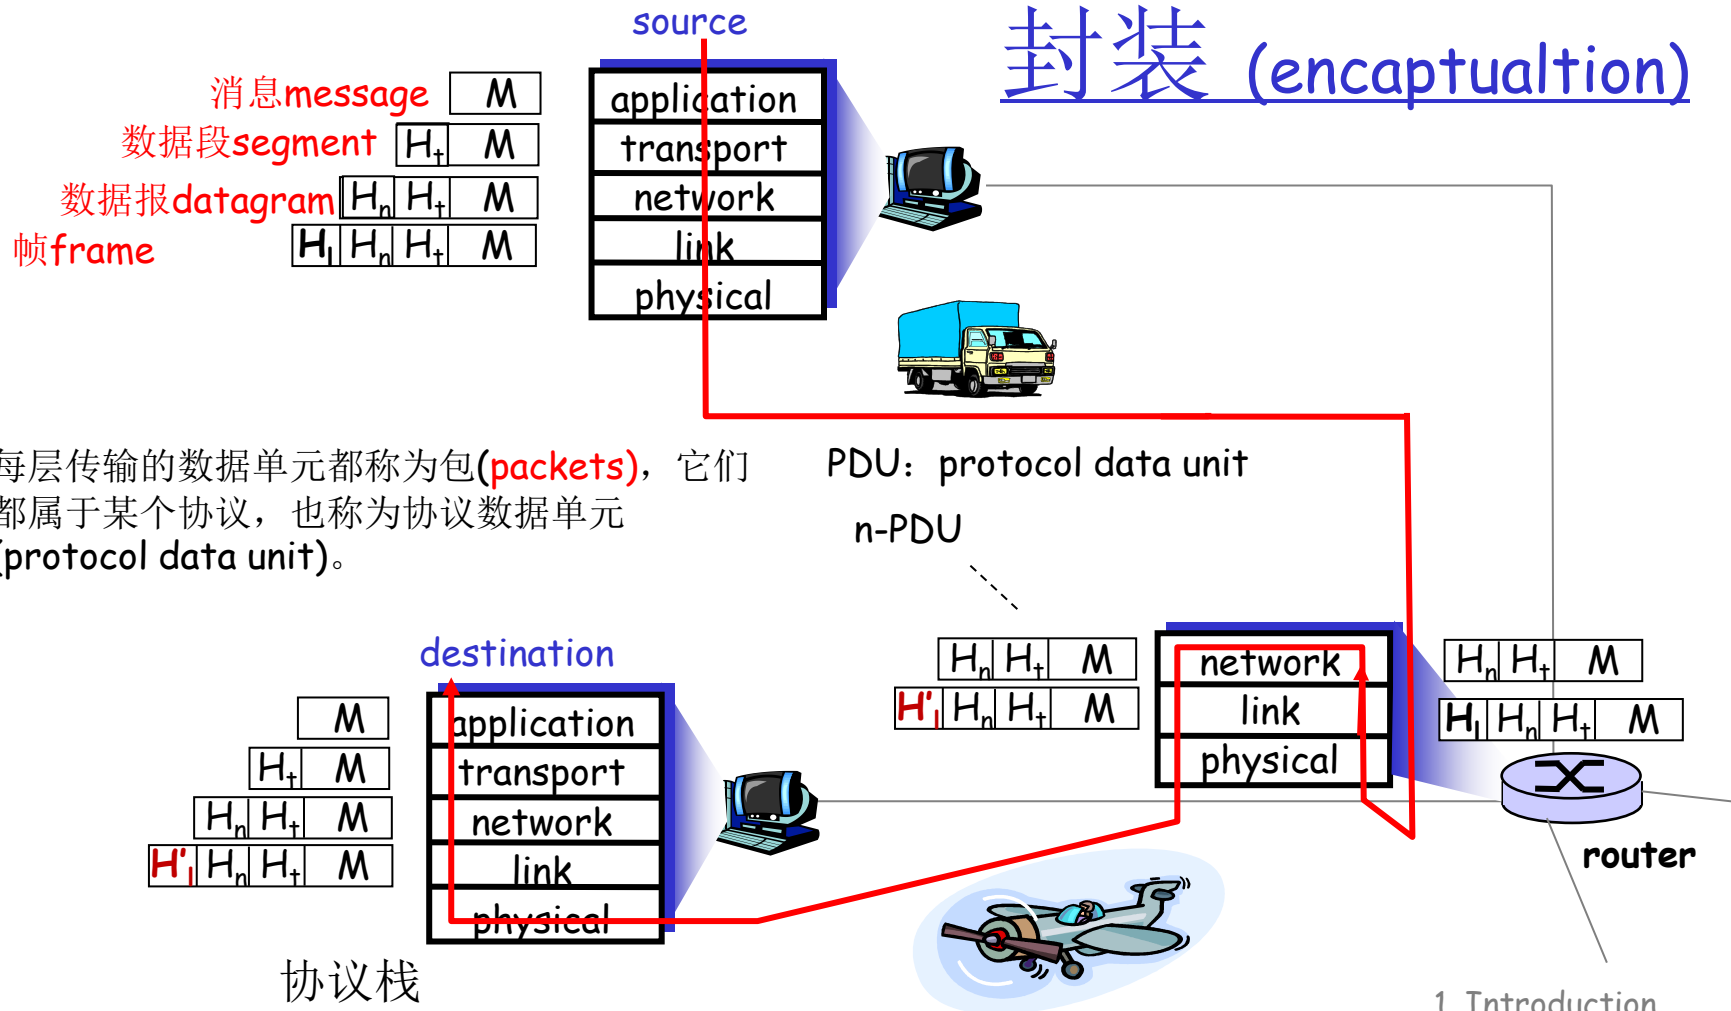 source
封装 (encaptualtion)
消息message M
数据段segment Ht M
数据报datagram Hn Ht M
帧frame Hl Hn Ht M
application
transport
network
link
physical
每层传输的数据单元都称为包(packets)，它们
都属于某个协议，也称为协议数据单元
(protocol data unit)。
PDU：protocol data unit
n-PDU
destination
M
Ht M
Hn Ht M
H'l Hn Ht M
application
transport
network
link
physical
协议栈
Hn Ht M
H'l Hn Ht M
network
link
physical
Hn Ht M
Hl Hn Ht M
router
1. Introduction